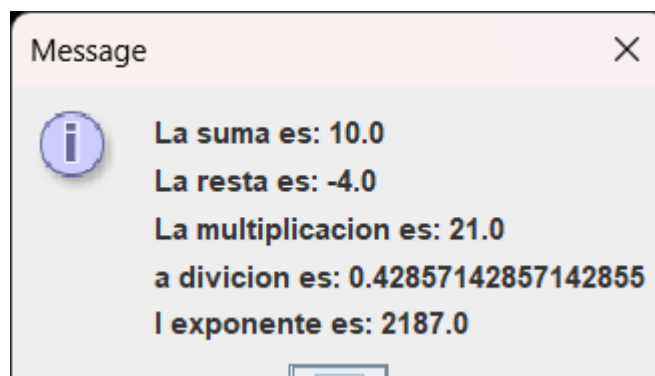 Message
La suma es: 10.0
La resta es: -4.0
La multiplicacion es: 21.0
a divicion es: 0.42857142857142855
l exponente es: 2187.0